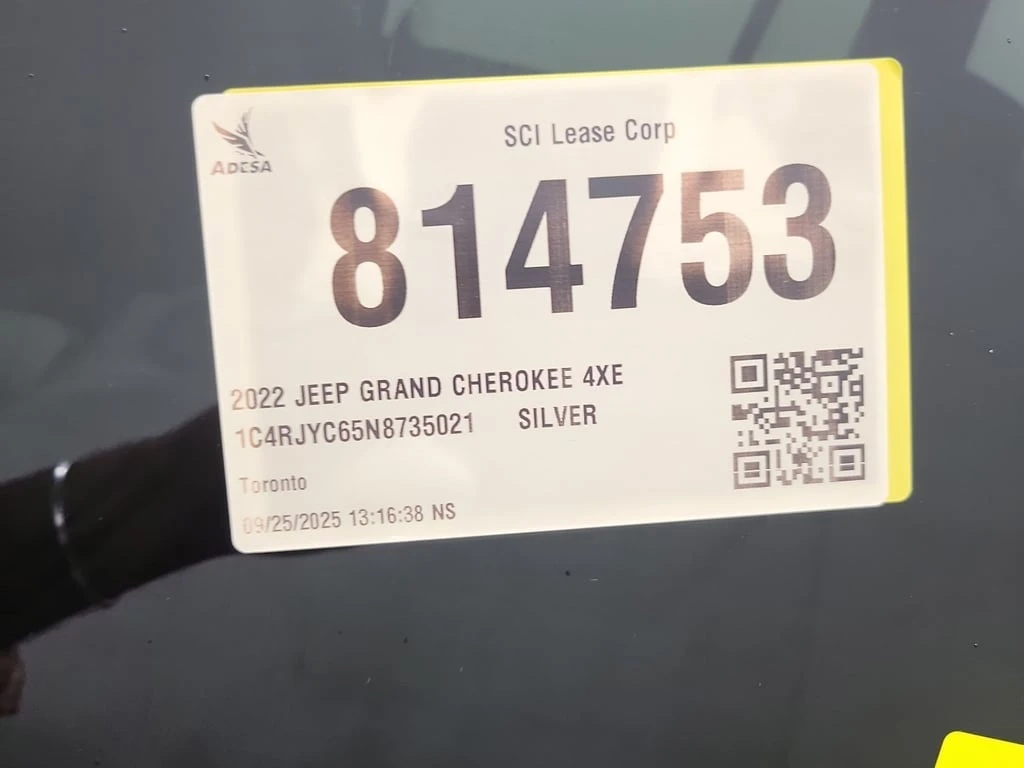 ADESA
SCI Lease Corp
814753
2022 JEEP GRAND CHEROKEE 4XE
1C4RJYC65N8735021 SILVER
Toronto
09/25/2025 13:16:38 NS